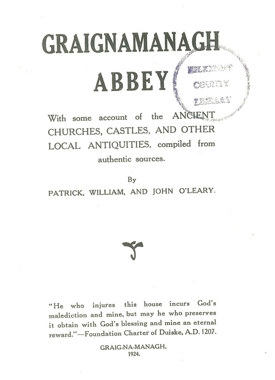 GRAIGNAMANAGH
ABBEY
KILKENNY
COUNTY
LIBRARY
With some account of the ANCIENT
CHURCHES, CASTLES, AND OTHER
LOCAL ANTIQUITIES, compiled from
authentic sources.
By
PATRICK, WILLIAM, AND JOHN O'LEARY.
"He who injures this house incurs God's
malediction and mine, but may he who preserves
it obtain with God's blessing and mine an eternal
reward."—Foundation Charter of Duiske, A.D. 1207.
GRAIG-NA-MANAGH,
1924.